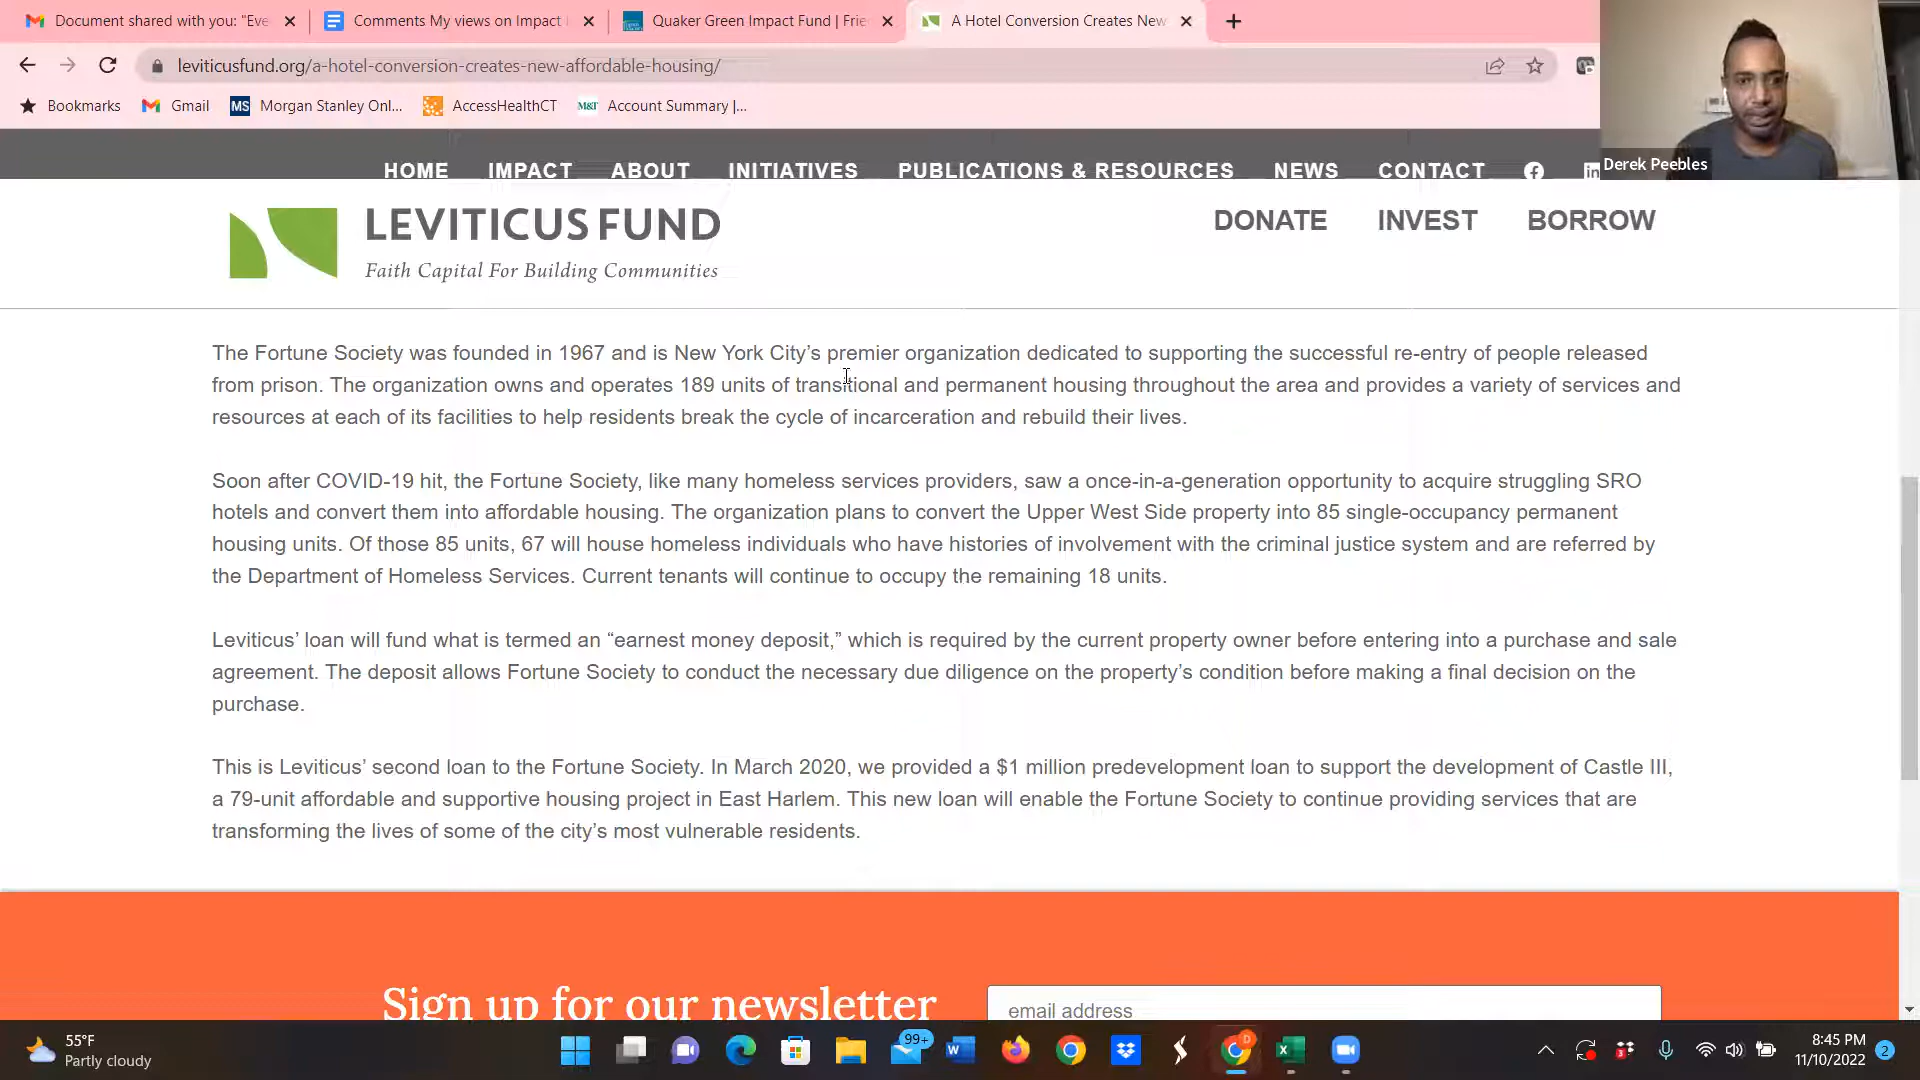 Document shared with you: "Eve
Comments My views on Impact
Quaker Green Impact Fund | Frie
A Hotel Conversion Creates New
leviticusfund.org/a-hotel-conversion-creates-new-affordable-housing/
Bookmarks
Gmail
MS
Morgan Stanley Onl...
AccessHealthCT
M&T
Account Summary |...
Derek Peebles
HOME
IMPACT
ABOUT
INITIATIVES
PUBLICATIONS & RESOURCES
NEWS
CONTACT
LEVITICUS FUND
Faith Capital For Building Communities
DONATE
INVEST
BORROW
The Fortune Society was founded in 1967 and is New York City’s premier organization dedicated to supporting the successful re-entry of people released
from prison. The organization owns and operates 189 units of transitional and permanent housing throughout the area and provides a variety of services and
resources at each of its facilities to help residents break the cycle of incarceration and rebuild their lives.
Soon after COVID-19 hit, the Fortune Society, like many homeless services providers, saw a once-in-a-generation opportunity to acquire struggling SRO
hotels and convert them into affordable housing. The organization plans to convert the Upper West Side property into 85 single-occupancy permanent
housing units. Of those 85 units, 67 will house homeless individuals who have histories of involvement with the criminal justice system and are referred by
the Department of Homeless Services. Current tenants will continue to occupy the remaining 18 units.
Leviticus’ loan will fund what is termed an “earnest money deposit,” which is required by the current property owner before entering into a purchase and sale
agreement. The deposit allows Fortune Society to conduct the necessary due diligence on the property’s condition before making a final decision on the
purchase.
This is Leviticus’ second loan to the Fortune Society. In March 2020, we provided a $1 million predevelopment loan to support the development of Castle III,
a 79-unit affordable and supportive housing project in East Harlem. This new loan will enable the Fortune Society to continue providing services that are
transforming the lives of some of the city’s most vulnerable residents.
Sign up for our newsletter
email address
55°F
Partly cloudy
99+
8:45 PM
11/10/2022
2